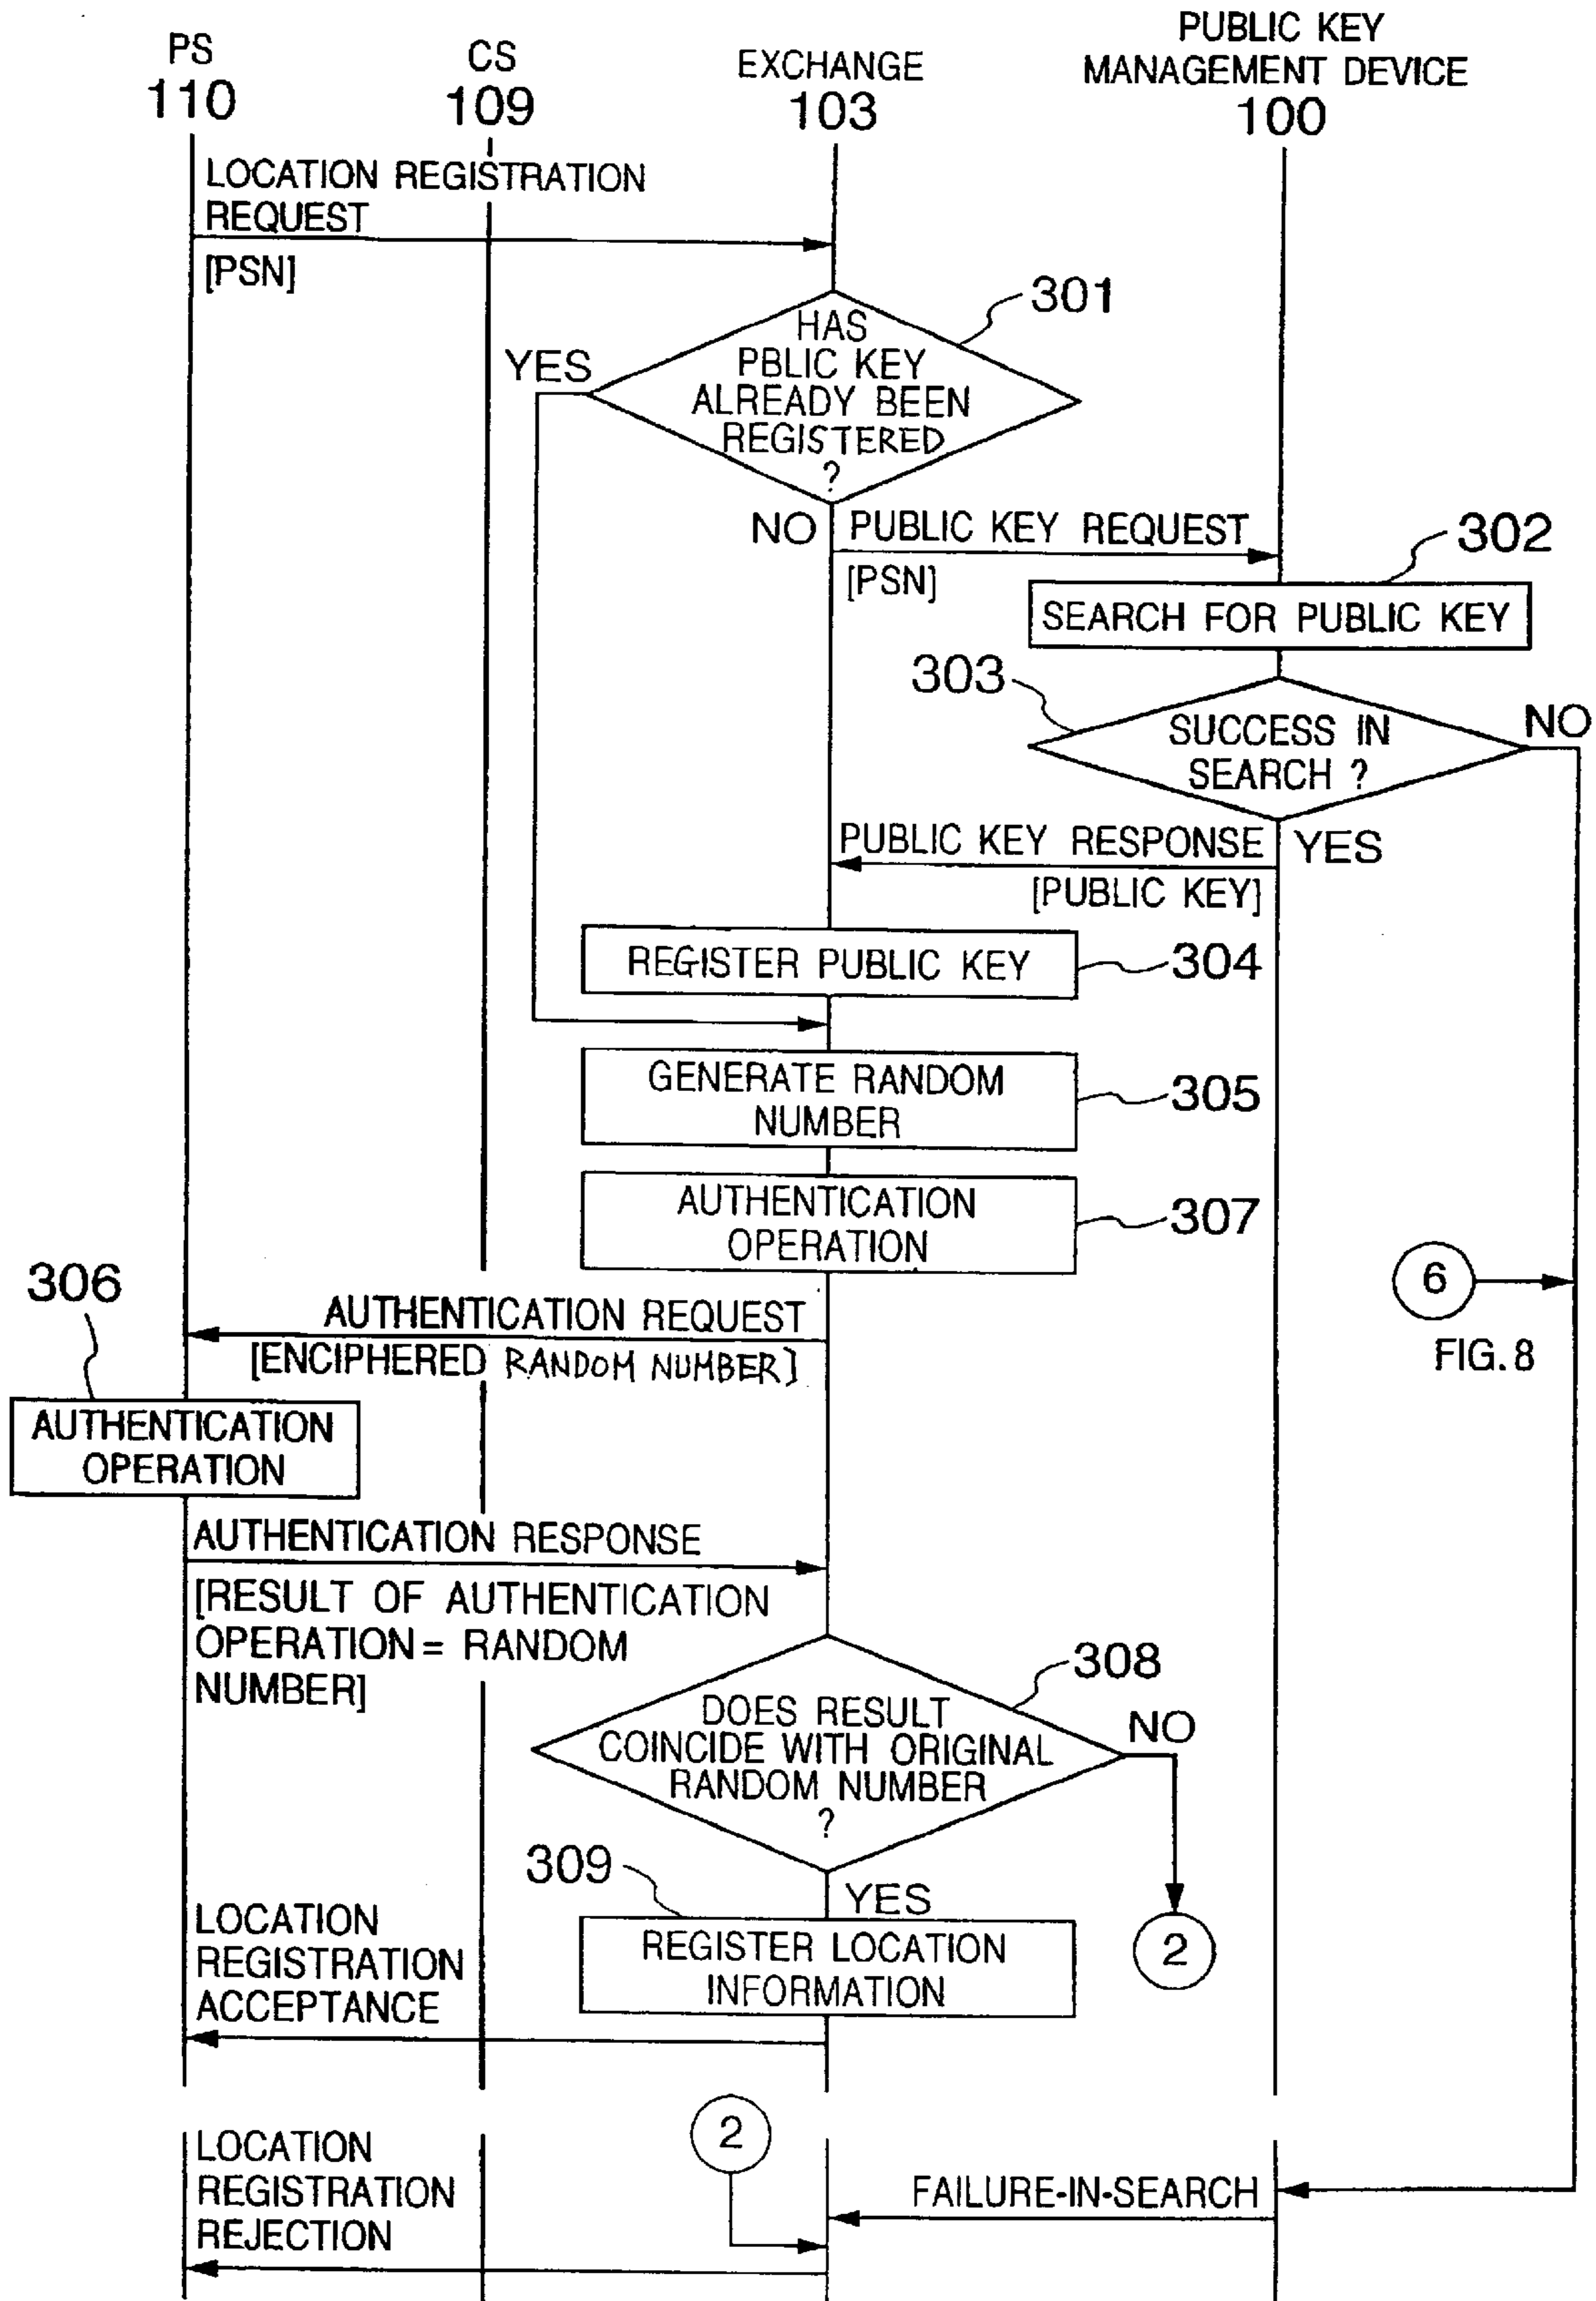 PS
110
CS
109
EXCHANGE
103
PUBLIC KEY
MANAGEMENT DEVICE
100
LOCATION REGISTRATION
REQUEST
[PSN]
301
HAS
PBLIC KEY
ALREADY BEEN
REGISTERED
?
YES
NO
PUBLIC KEY REQUEST
[PSN]
302
SEARCH FOR PUBLIC KEY
303
SUCCESS IN
SEARCH ?
NO
YES
PUBLIC KEY RESPONSE
[PUBLIC KEY]
REGISTER PUBLIC KEY
304
GENERATE RANDOM
NUMBER
305
AUTHENTICATION
OPERATION
307
6
FIG. 8
306
AUTHENTICATION REQUEST
[ENCIPHERED RANDOM NUMBER]
AUTHENTICATION
OPERATION
AUTHENTICATION RESPONSE
[RESULT OF AUTHENTICATION
OPERATION = RANDOM
NUMBER]
308
DOES RESULT
COINCIDE WITH ORIGINAL
RANDOM NUMBER
?
NO
2
309
YES
REGISTER LOCATION
INFORMATION
LOCATION
REGISTRATION
ACCEPTANCE
2
LOCATION
REGISTRATION
REJECTION
FAILURE-IN-SEARCH